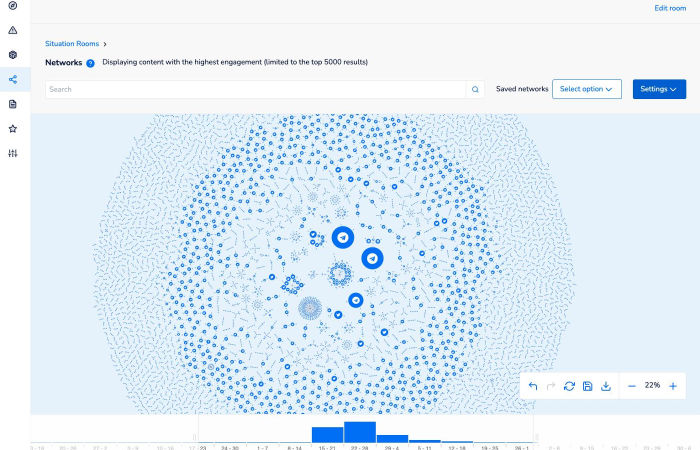 Edit room
Situation Rooms >
Networks ? Displaying content with the highest engagement (limited to the top 5000 results)
Search
Saved networks Select option
Settings
22%
23 24 - 30 1 - 7 8 - 14 15 - 21 22 - 28 29 - 4 5 - 11 12 - 18 19 - 25 26 - 1